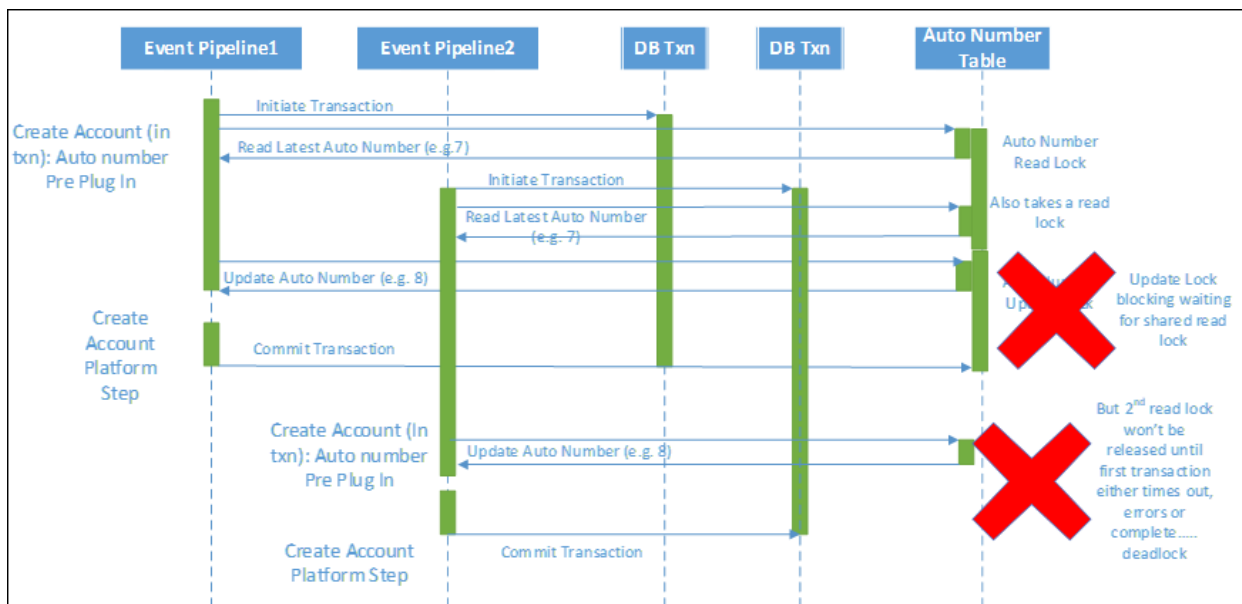 Event Pipeline1
Event Pipeline2
DB Txn
DB Txn
Auto Number
Table
Initiate Transaction
Create Account (in
txn): Auto number
Pre Plug In
Read Latest Auto Number (e.g.7)
Auto Number
Read Lock
Initiate Transaction
Also takes a read
lock
Read Latest Auto Number
(e.g. 7)
Update Auto Number (e.g. 8)
Update Lock
blocking waiting
for shared read
lock
Create
Account
Platform
Step
Commit Transaction
But 2nd read lock
won't be
released until
first transaction
either times out,
errors or
complete.....
deadlock
Create Account (In
txn): Auto number
Pre Plug In
Update Auto Number (e.g. 8)
Create Account
Platform Step
Commit Transaction